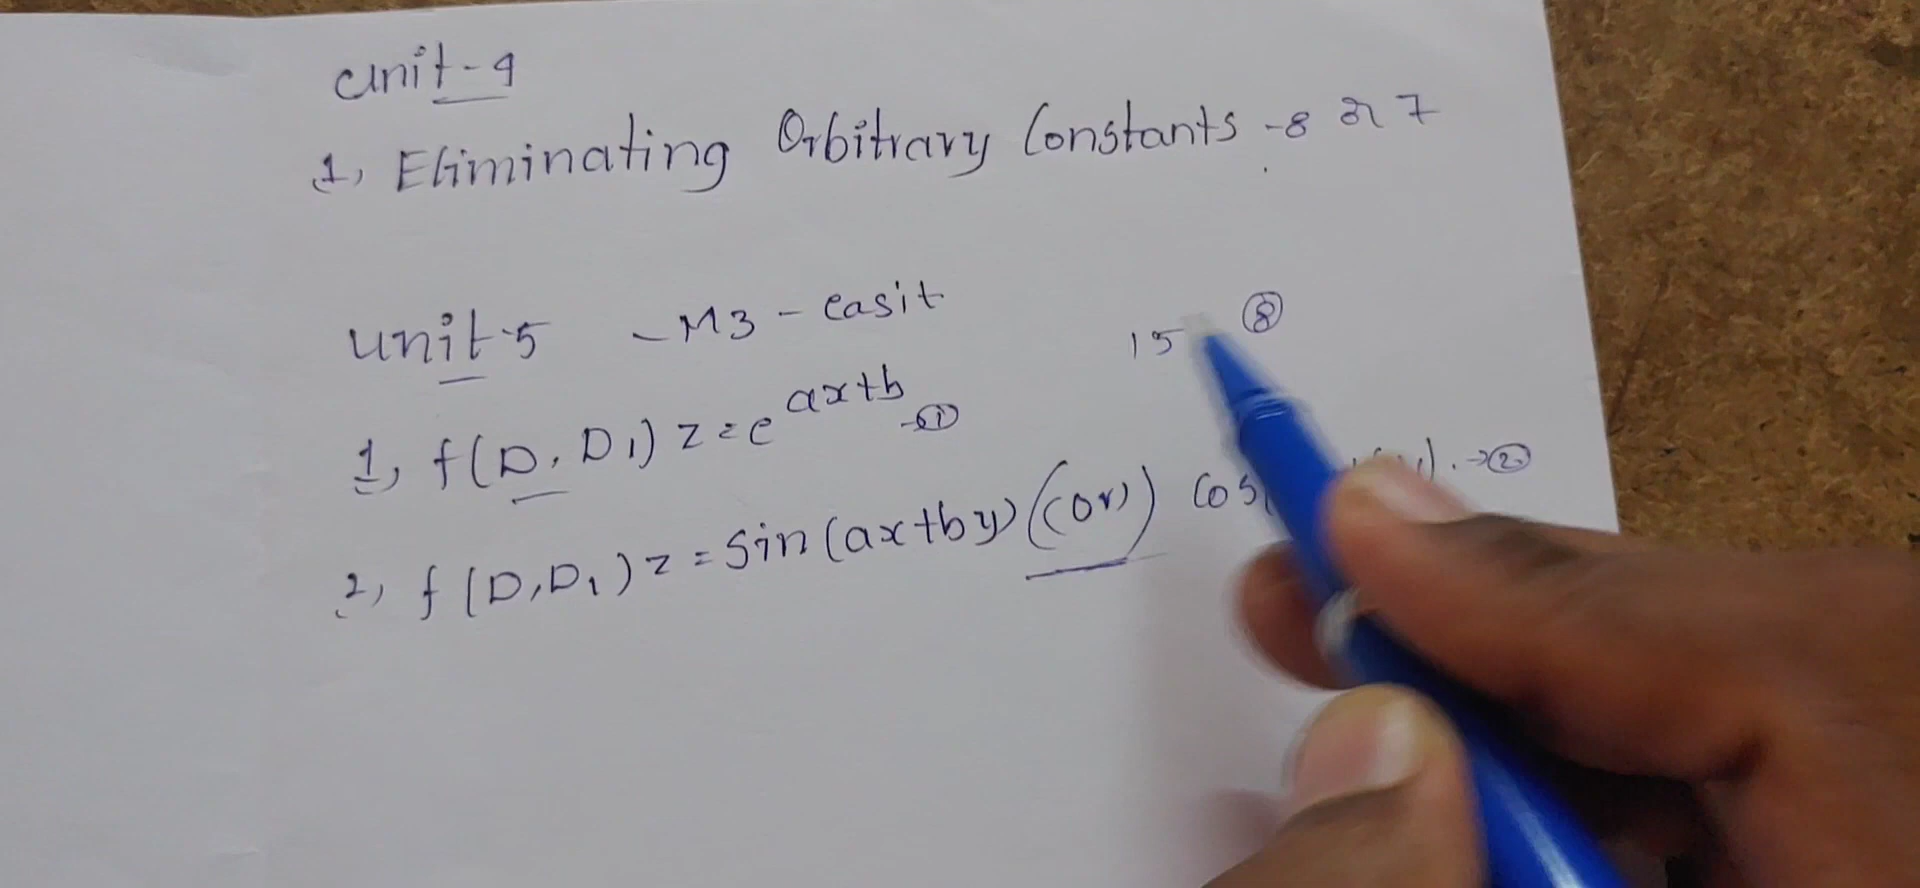 Unit-4
1, Eliminating Orbitrary Constants -8 or 7
Unit-5 - M3 - easit
15 8
1, f(D, D1) z = e ax+b → 1
2, f(D,D1) z = Sin (ax+by) (or) Cos( → 2